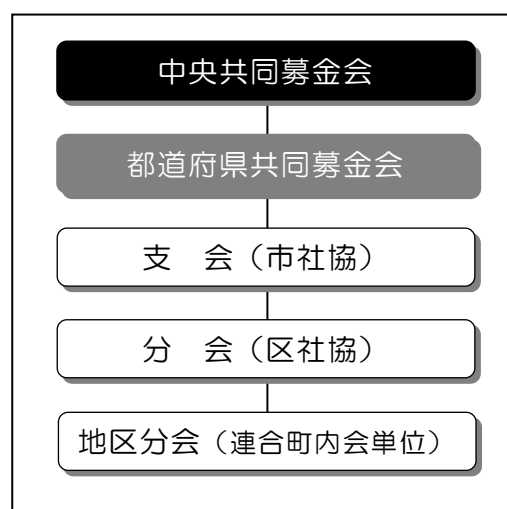 中央共同募金会
都道府県共同募金会
支　会（市社協）
分　会（区社協）
地区分会（連合町内会単位）